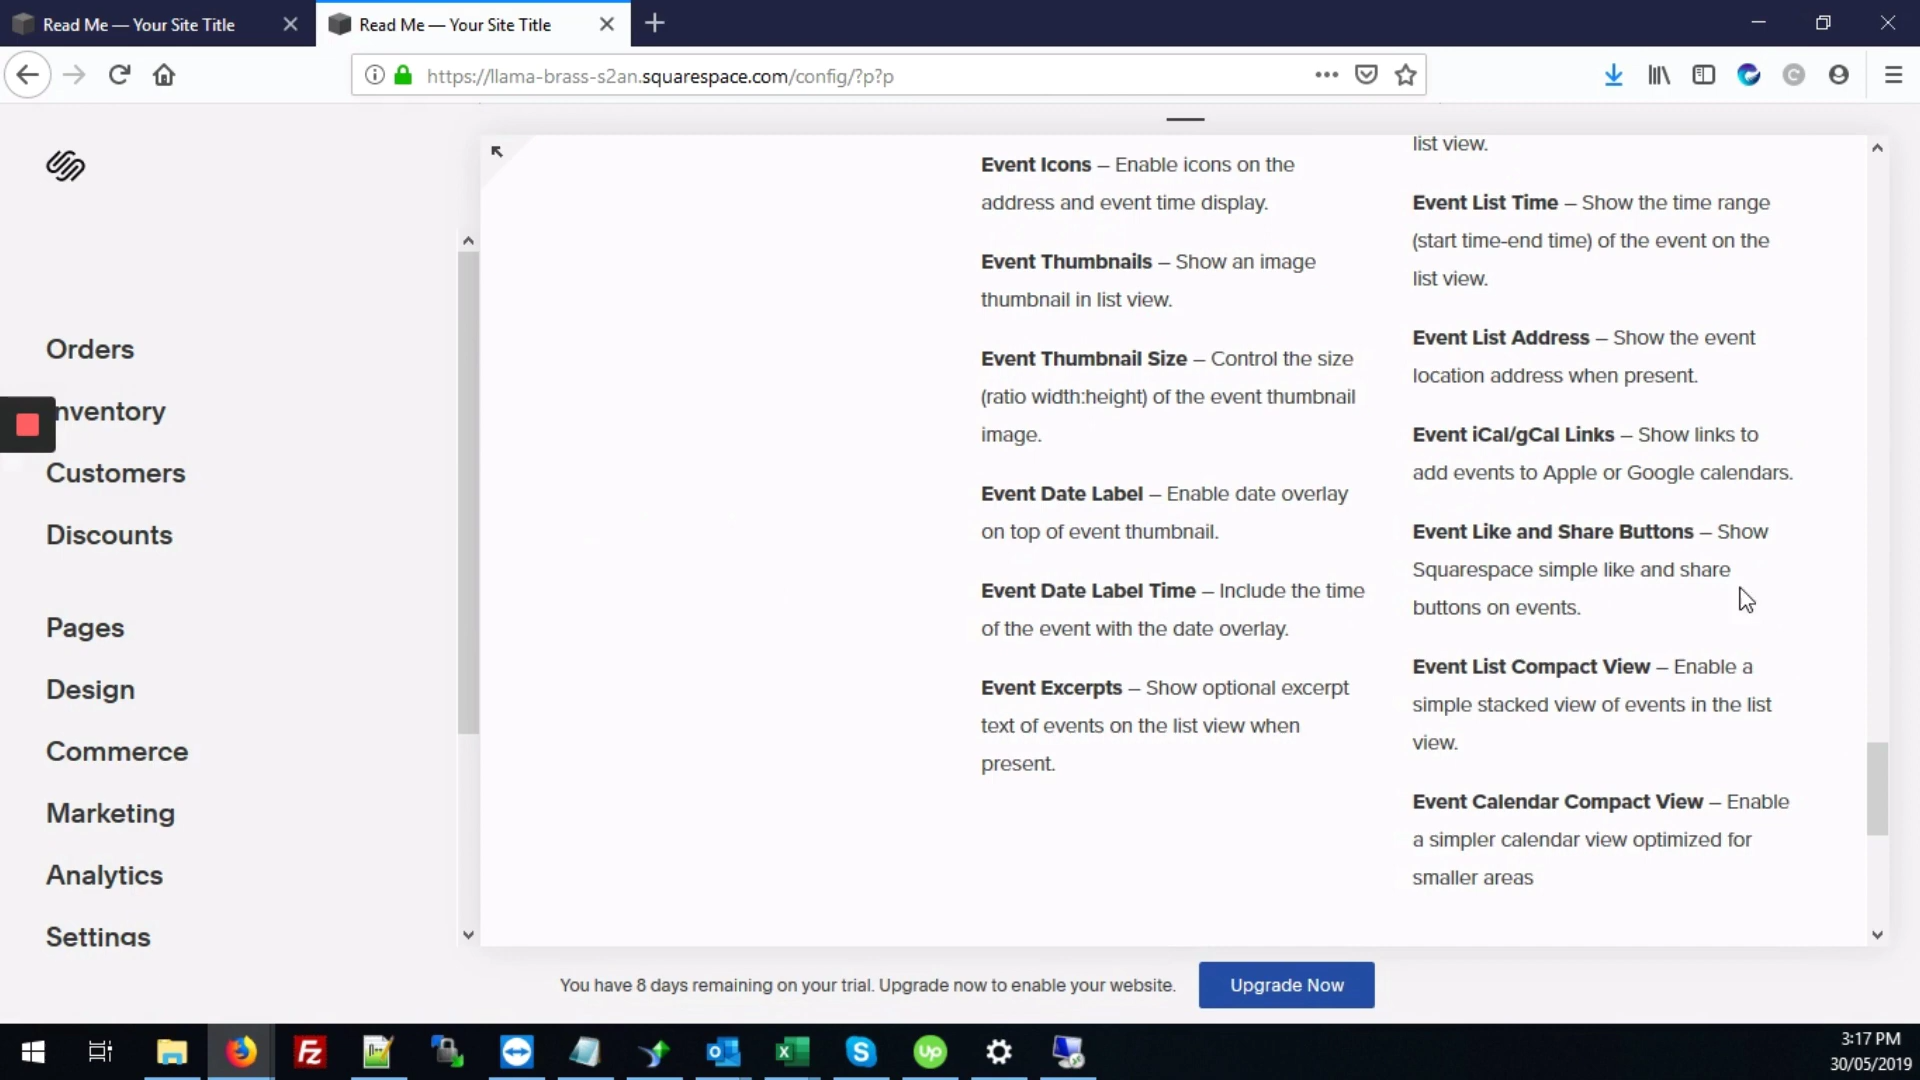 Read Me — Your Site Title
Read Me — Your Site Title
https://llama-brass-s2an.squarespace.com/config/?p?p
Orders
nventory
Customers
Discounts
Pages
Design
Commerce
Marketing
Analytics
Settings
Event Icons – Enable icons on the
address and event time display.
Event Thumbnails – Show an image
thumbnail in list view.
Event Thumbnail Size – Control the size
(ratio width:height) of the event thumbnail
image.
Event Date Label – Enable date overlay
on top of event thumbnail.
Event Date Label Time – Include the time
of the event with the date overlay.
Event Excerpts – Show optional excerpt
text of events on the list view when
present.
list view.
Event List Time – Show the time range
(start time-end time) of the event on the
list view.
Event List Address – Show the event
location address when present.
Event iCal/gCal Links – Show links to
add events to Apple or Google calendars.
Event Like and Share Buttons – Show
Squarespace simple like and share
buttons on events.
Event List Compact View – Enable a
simple stacked view of events in the list
view.
Event Calendar Compact View – Enable
a simpler calendar view optimized for
smaller areas
You have 8 days remaining on your trial. Upgrade now to enable your website.
Upgrade Now
3:17 PM
30/05/2019